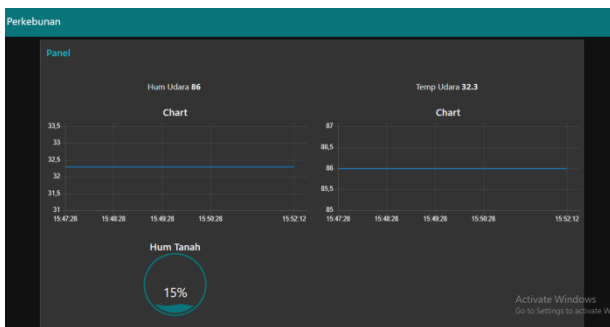 Perkebunan
Panel
Hum Udara 86
Temp Udara 32.3
Chart
Chart
33,5
33
32,5
32
31,5
31
15:47:28 15:48:28 15:49:28 15:50:28 15:52:12
87
86,5
86
85,5
85
15:47:28 15:48:28 15:49:28 15:50:28 15:52:12
Hum Tanah
15%
Activate Windows
Go to Settings to activate W